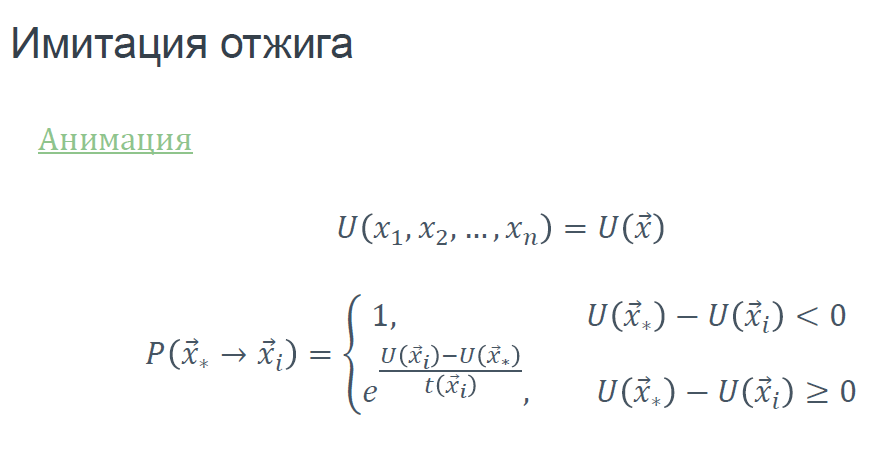 Имитация отжига
Анимация
U(x₁, x₂, …, xₙ) = U(x⃗)
P(x⃗∗ → x⃗ᵢ) = { 1, U(x⃗∗) − U(x⃗ᵢ) < 0
e^((U(x⃗ᵢ)−U(x⃗∗))/t(x⃗ᵢ)), U(x⃗∗) − U(x⃗ᵢ) ≥ 0